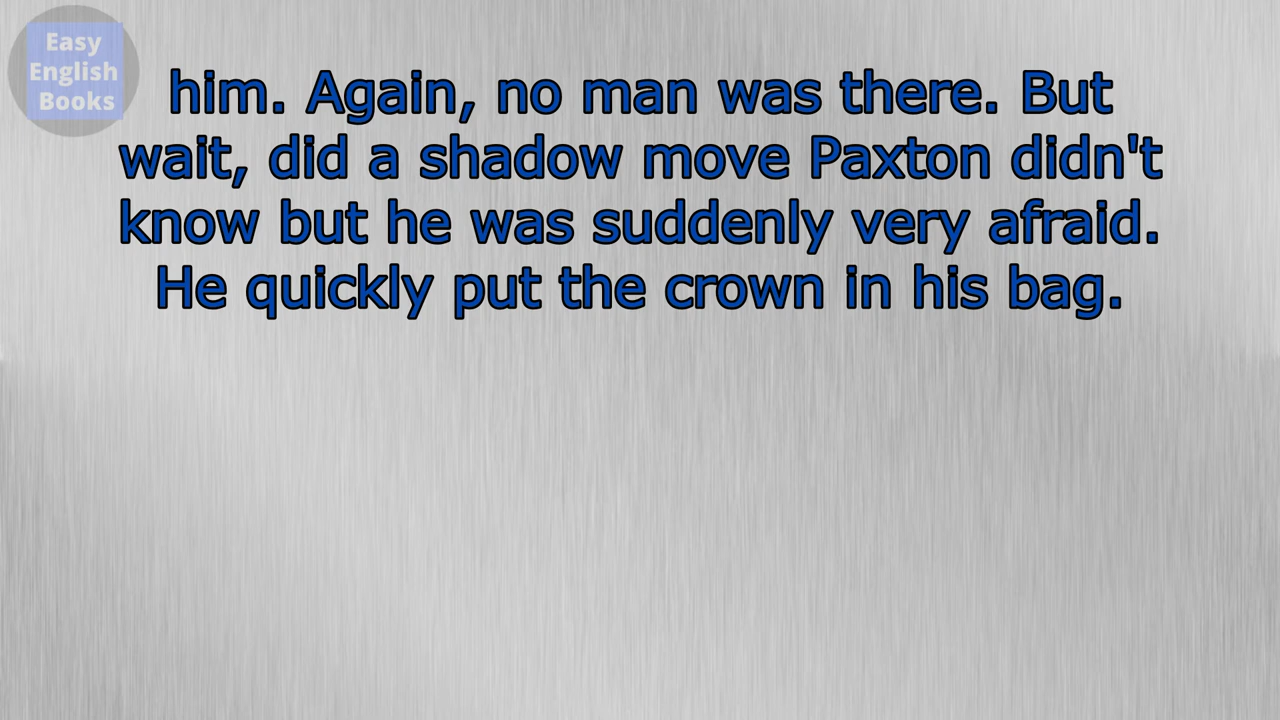 Easy
English
Books
him. Again, no man was there. But
wait, did a shadow move Paxton didn't
know but he was suddenly very afraid.
He quickly put the crown in his bag.